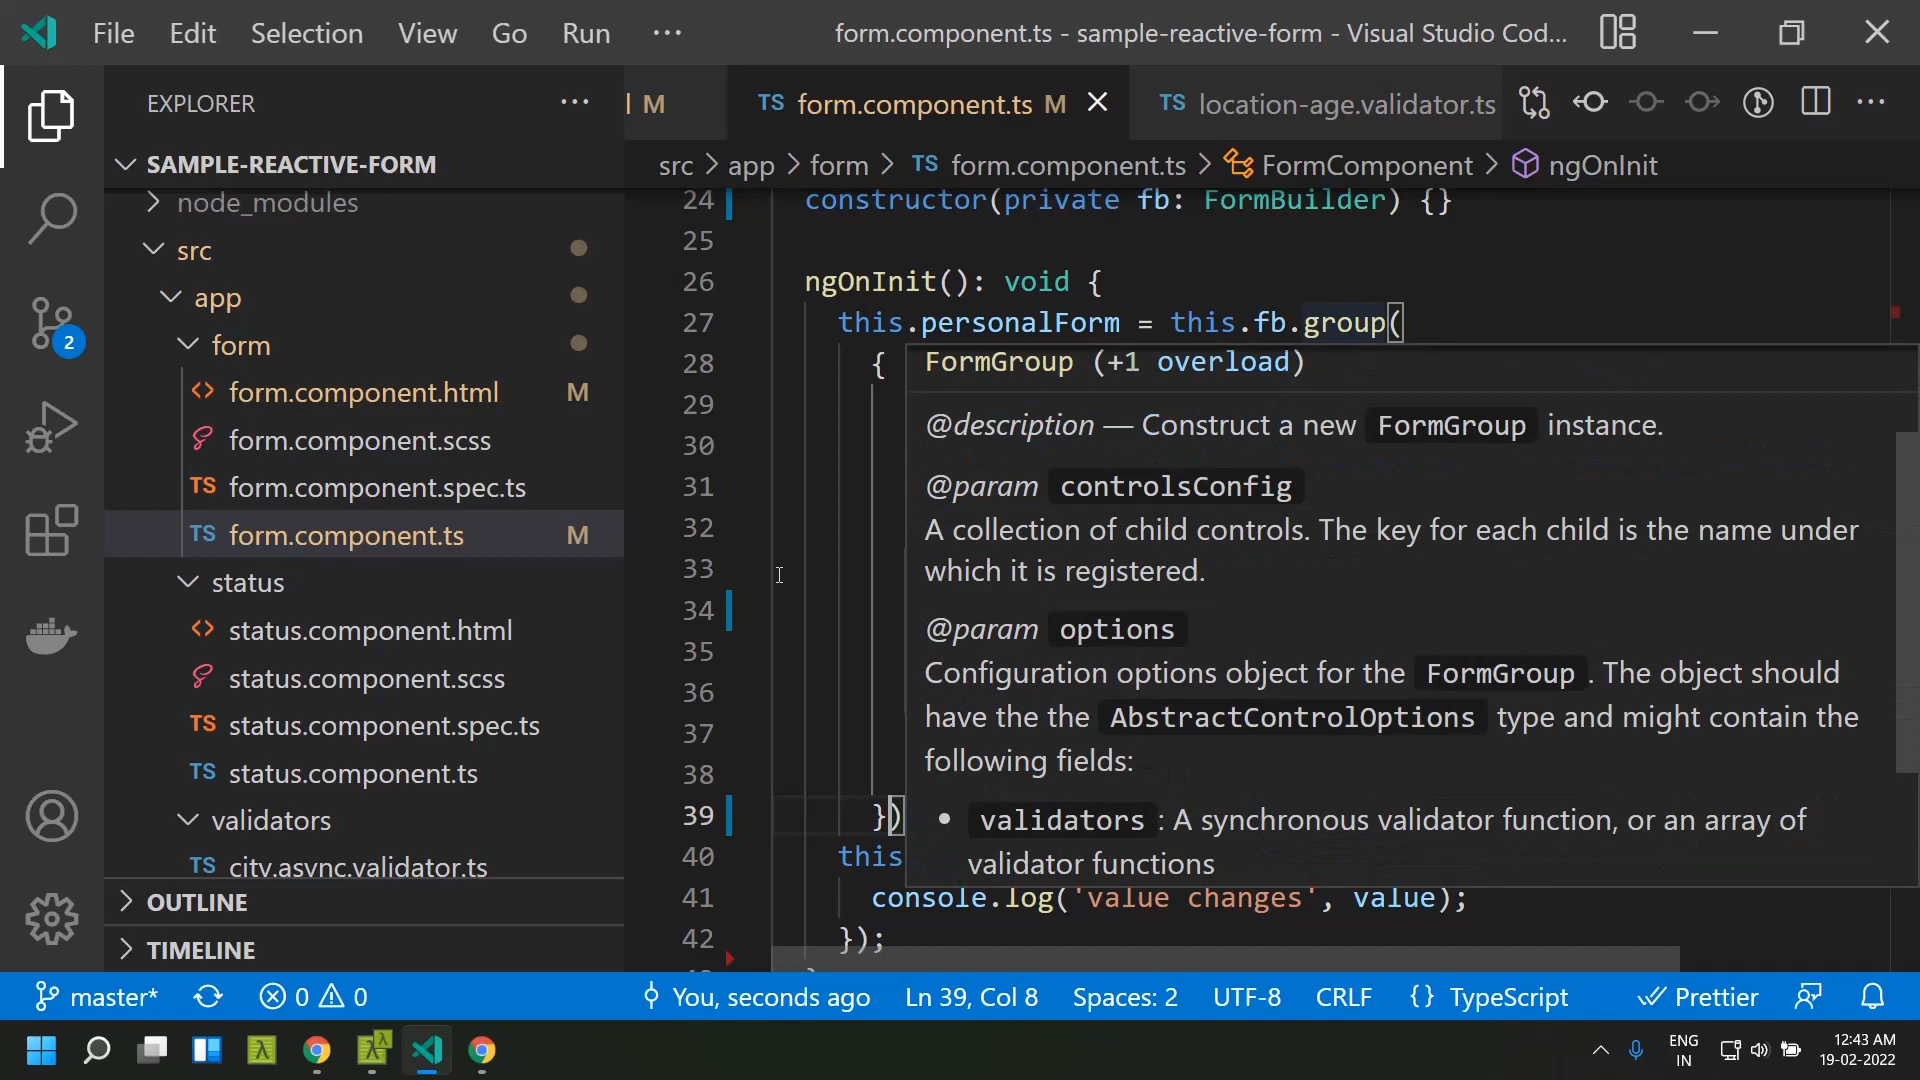 File Edit Selection View Go Run ··· form.component.ts - sample-reactive-form - Visual Studio Cod...
EXPLORER ···
M TS form.component.ts M TS location-age.validator.ts ···
SAMPLE-REACTIVE-FORM
src > app > form > TS form.component.ts > FormComponent > ngOnInit
node_modules
src
app
form
form.component.html M
form.component.scss
TS form.component.spec.ts
TS form.component.ts M
status
status.component.html
status.component.scss
TS status.component.spec.ts
TS status.component.ts
validators
TS city.async.validator.ts
OUTLINE
TIMELINE
24 constructor(private fb: FormBuilder) {}
25
26 ngOnInit(): void {
27 this.personalForm = this.fb.group(
28 {
29
30
31
32
33
34
35
36
37
38
39 })
40 this
41 console.log('value changes', value);
42 });
FormGroup (+1 overload)
@description — Construct a new FormGroup instance.
@param controlsConfig
A collection of child controls. The key for each child is the name under
which it is registered.
@param options
Configuration options object for the FormGroup . The object should
have the the AbstractControlOptions type and might contain the
following fields:
• validators : A synchronous validator function, or an array of
validator functions
2
master* 0 0 You, seconds ago Ln 39, Col 8 Spaces: 2 UTF-8 CRLF {} TypeScript Prettier
ENG
IN
12:43 AM
19-02-2022